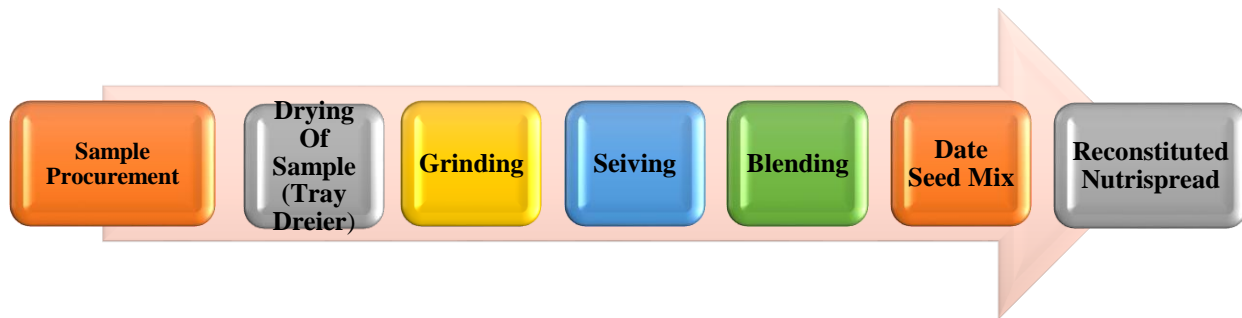 Sample
Procurement
Drying
Of
Sample
(Tray
Dreier)
Grinding
Seiving
Blending
Date
Seed Mix
Reconstituted
Nutrispread